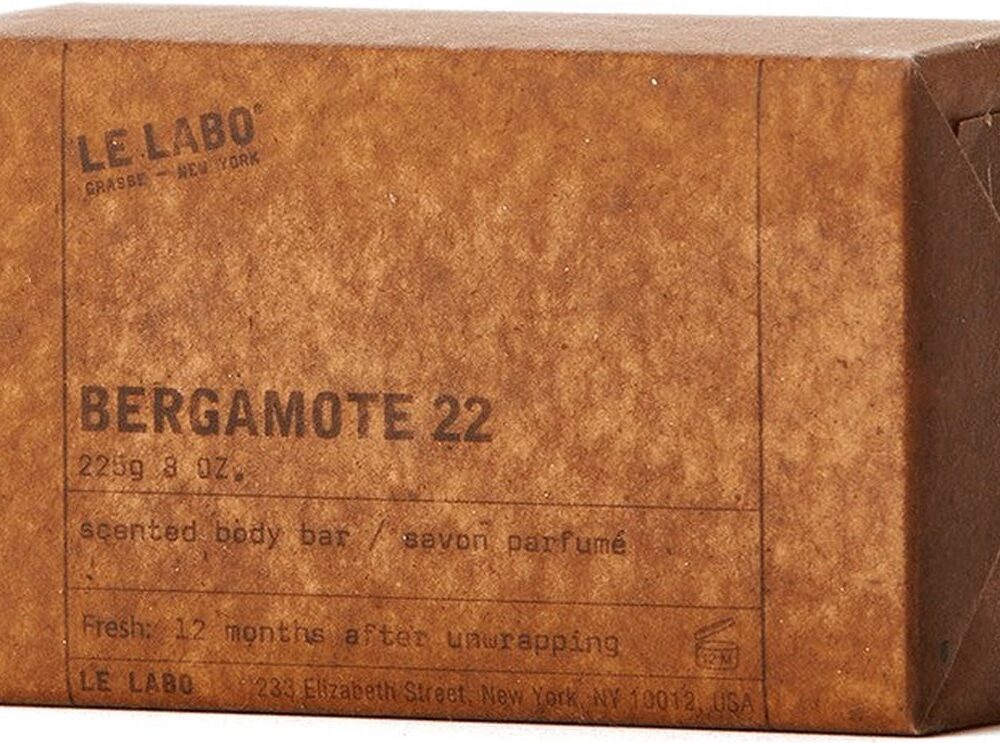 LE LABO®
GRASSE — NEW YORK
BERGAMOTE 22
225g 8 OZ.
scented body bar / savon parfumé
Fresh: 12 months after unwrapping
12 M
LE LABO 233 Elizabeth Street, New York, NY 10012, USA